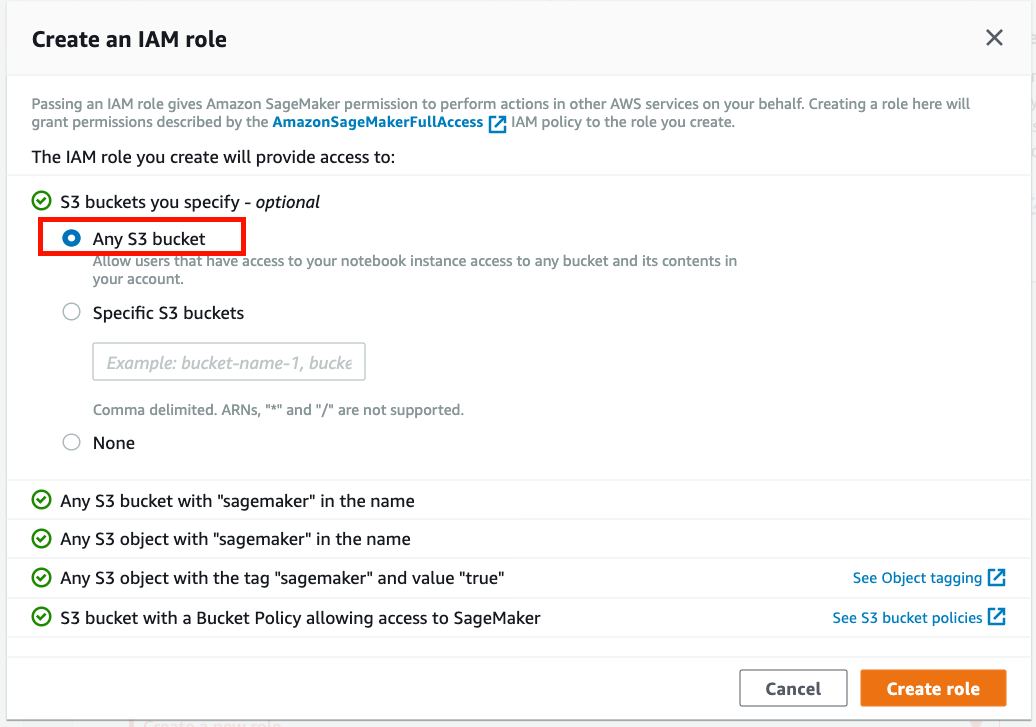 Create an IAM role
Passing an IAM role gives Amazon SageMaker permission to perform actions in other AWS services on your behalf. Creating a role here will
grant permissions described by the AmazonSageMakerFullAccess IAM policy to the role you create.
The IAM role you create will provide access to:
S3 buckets you specify - optional
Any S3 bucket
Allow users that have access to your notebook instance access to any bucket and its contents in
your account.
Specific S3 buckets
Example: bucket-name-1, bucke
Comma delimited. ARNs, "*" and "/" are not supported.
None
Any S3 bucket with "sagemaker" in the name
Any S3 object with "sagemaker" in the name
Any S3 object with the tag "sagemaker" and value "true" See Object tagging
S3 bucket with a Bucket Policy allowing access to SageMaker See S3 bucket policies
Cancel Create role
Create a new role